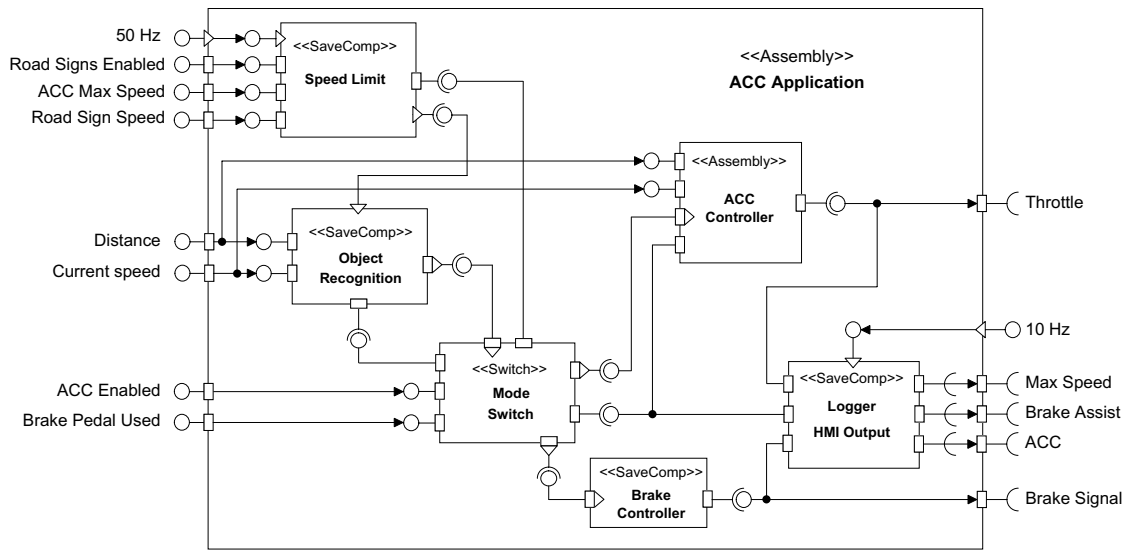 50 Hz
Road Signs Enabled
ACC Max Speed
Road Sign Speed
<<SaveComp>>
Speed Limit
<<Assembly>>
ACC Application
<<Assembly>>
ACC
Controller
Throttle
Distance
Current speed
<<SaveComp>>
Object
Recognition
10 Hz
ACC Enabled
Brake Pedal Used
<<Switch>>
Mode
Switch
<<SaveComp>>
Logger
HMI Output
Max Speed
Brake Assist
ACC
<<SaveComp>>
Brake
Controller
Brake Signal